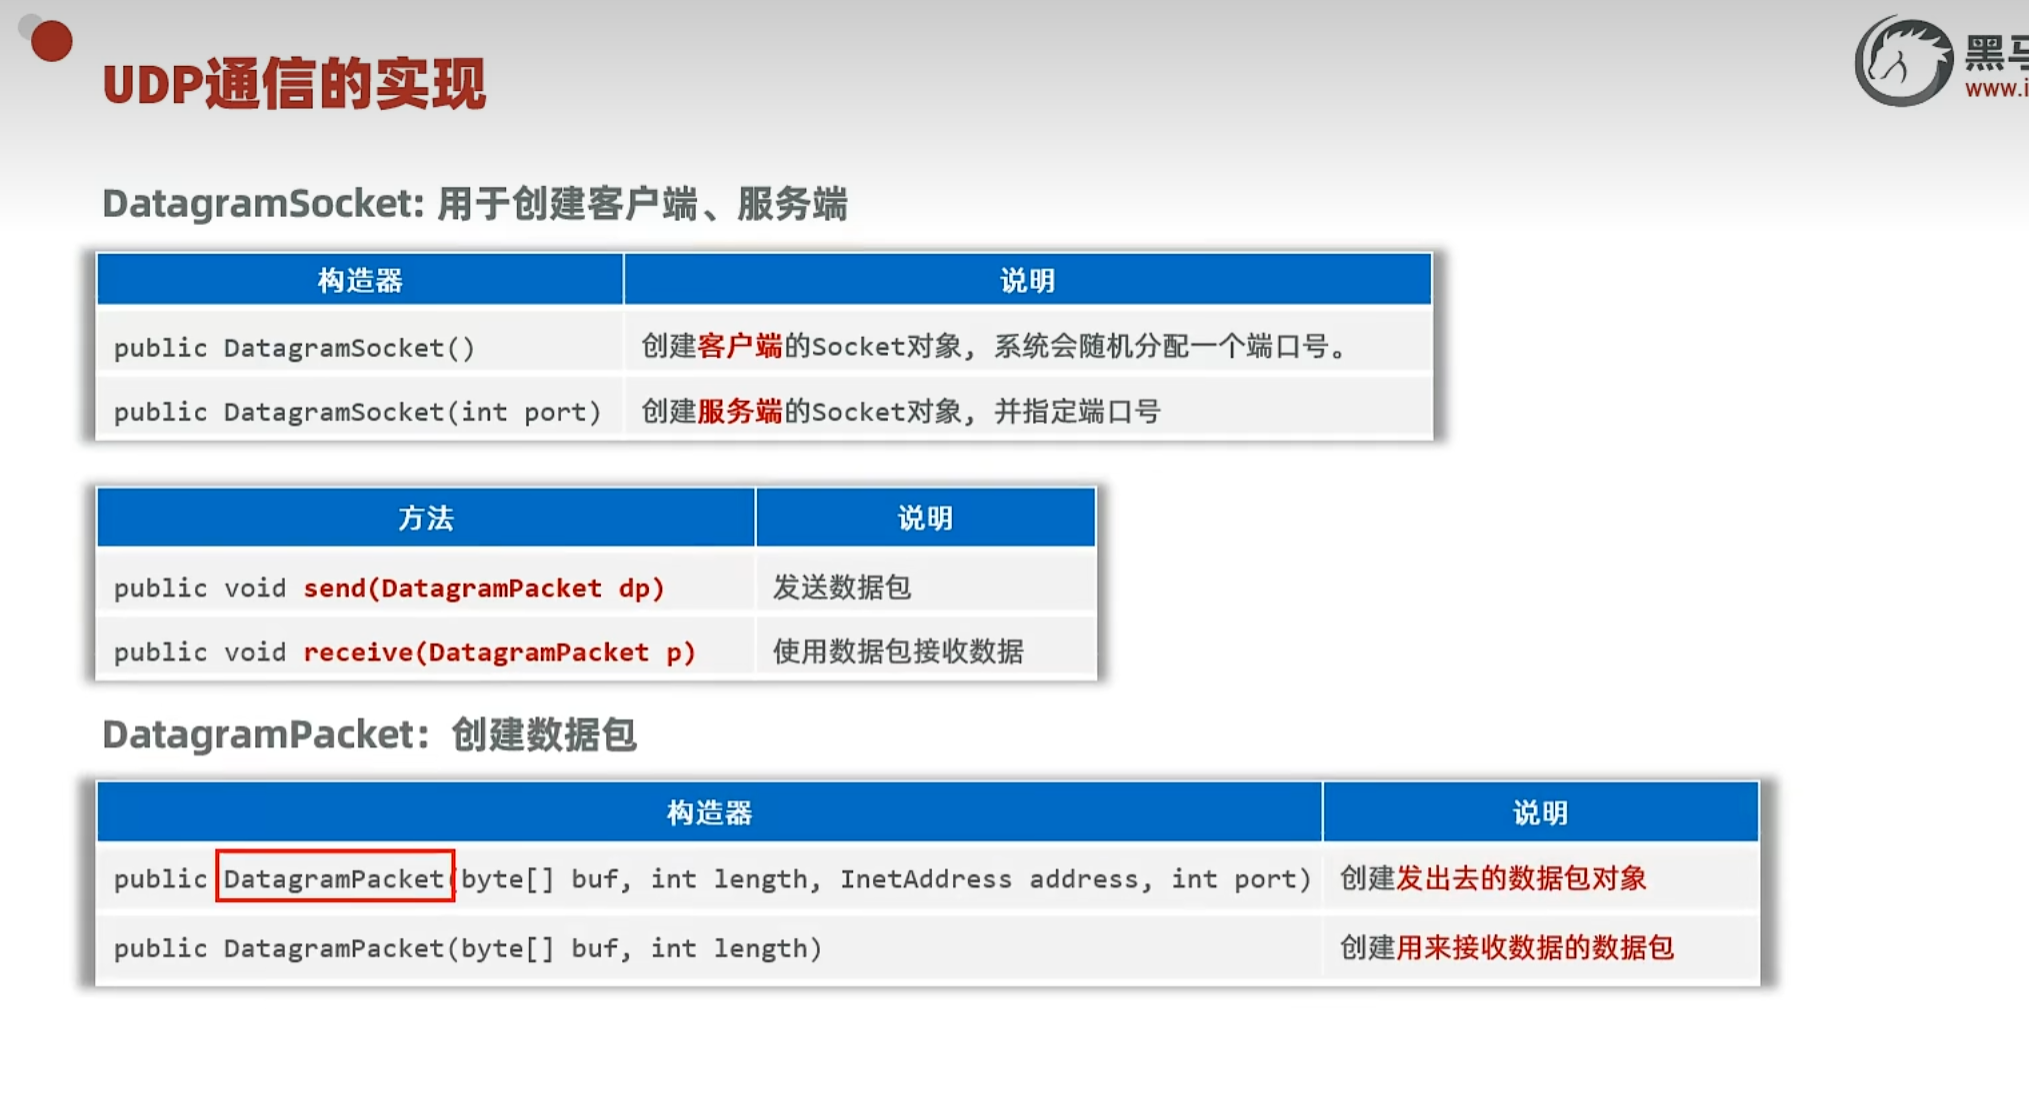 UDP通信的实现
黑马
www.i
DatagramSocket: 用于创建客户端、服务端
构造器 说明
public DatagramSocket() 创建客户端的Socket对象, 系统会随机分配一个端口号。
public DatagramSocket(int port) 创建服务端的Socket对象, 并指定端口号
方法 说明
public void send(DatagramPacket dp) 发送数据包
public void receive(DatagramPacket p) 使用数据包接收数据
DatagramPacket: 创建数据包
构造器 说明
public DatagramPacket(byte[] buf, int length, InetAddress address, int port) 创建发出去的数据包对象
public DatagramPacket(byte[] buf, int length) 创建用来接收数据的数据包